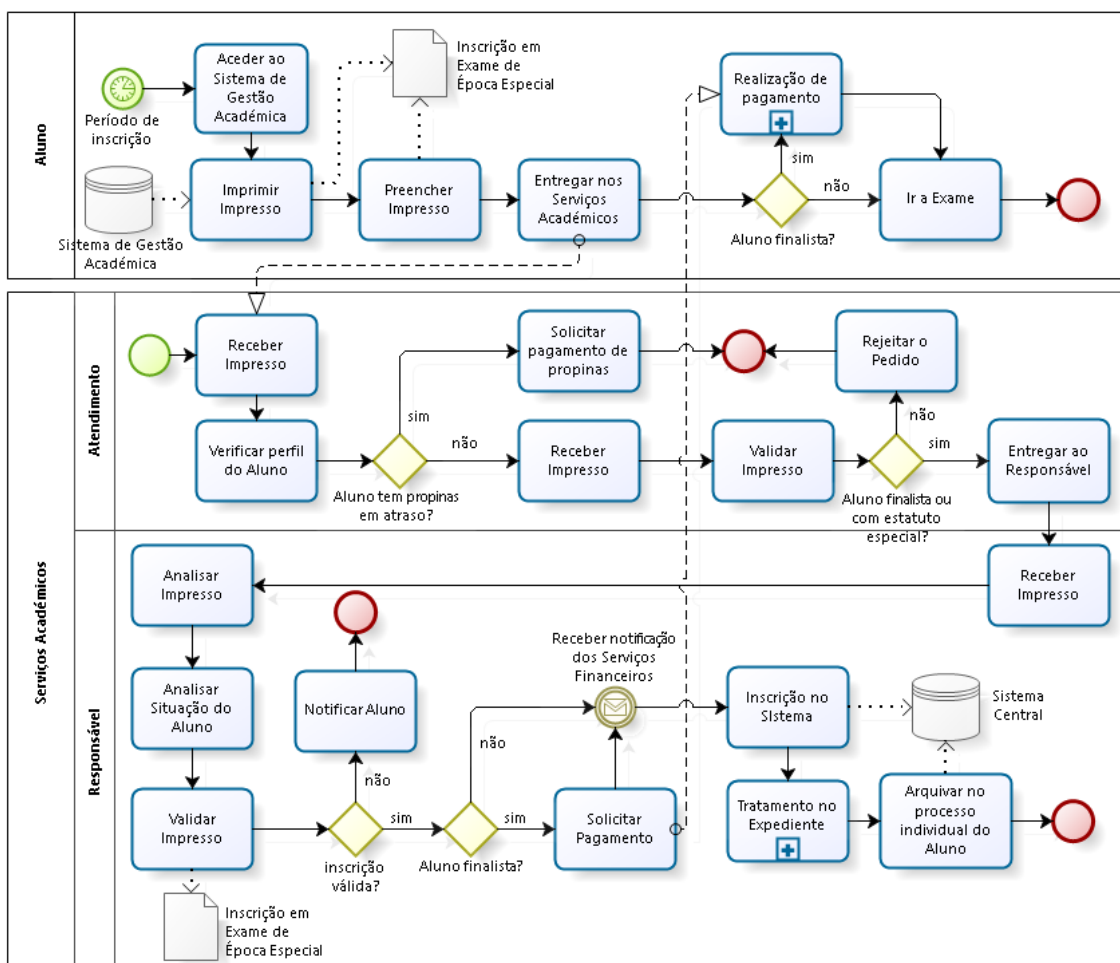 Aluno
Aceder ao
Sistema de
Gestão
Académica
Período de
inscrição
Inscrição em
Exame de
Época Especial
Realização de
pagamento
Sistema de Gestão
Académica
Imprimir
Impresso
Preencher
Impresso
Entregar nos
Serviços
Académicos
sim
não
Aluno finalista?
Ir a Exame
Serviços Académicos
Atendimento
Receber
Impresso
Solicitar
pagamento de
propinas
Rejeitar o
Pedido
sim
não
Verificar perfil
do Aluno
não
Aluno tem propinas
em atraso?
Receber
Impresso
Validar
Impresso
sim
Aluno finalista ou
com estatuto
especial?
Entregar ao
Responsável
Responsável
Analisar
Impresso
Receber
Impresso
Analisar
Situação do
Aluno
Notificar Aluno
Receber notificação
dos Serviços
Financeiros
Inscrição no
SIstema
Sistema
Central
não
não
Validar
Impresso
sim
inscrição
válida?
sim
Aluno finalista?
Solicitar
Pagamento
Tratamento no
Expediente
Arquivar no
processo
individual do
Aluno
Inscrição em
Exame de
Época Especial